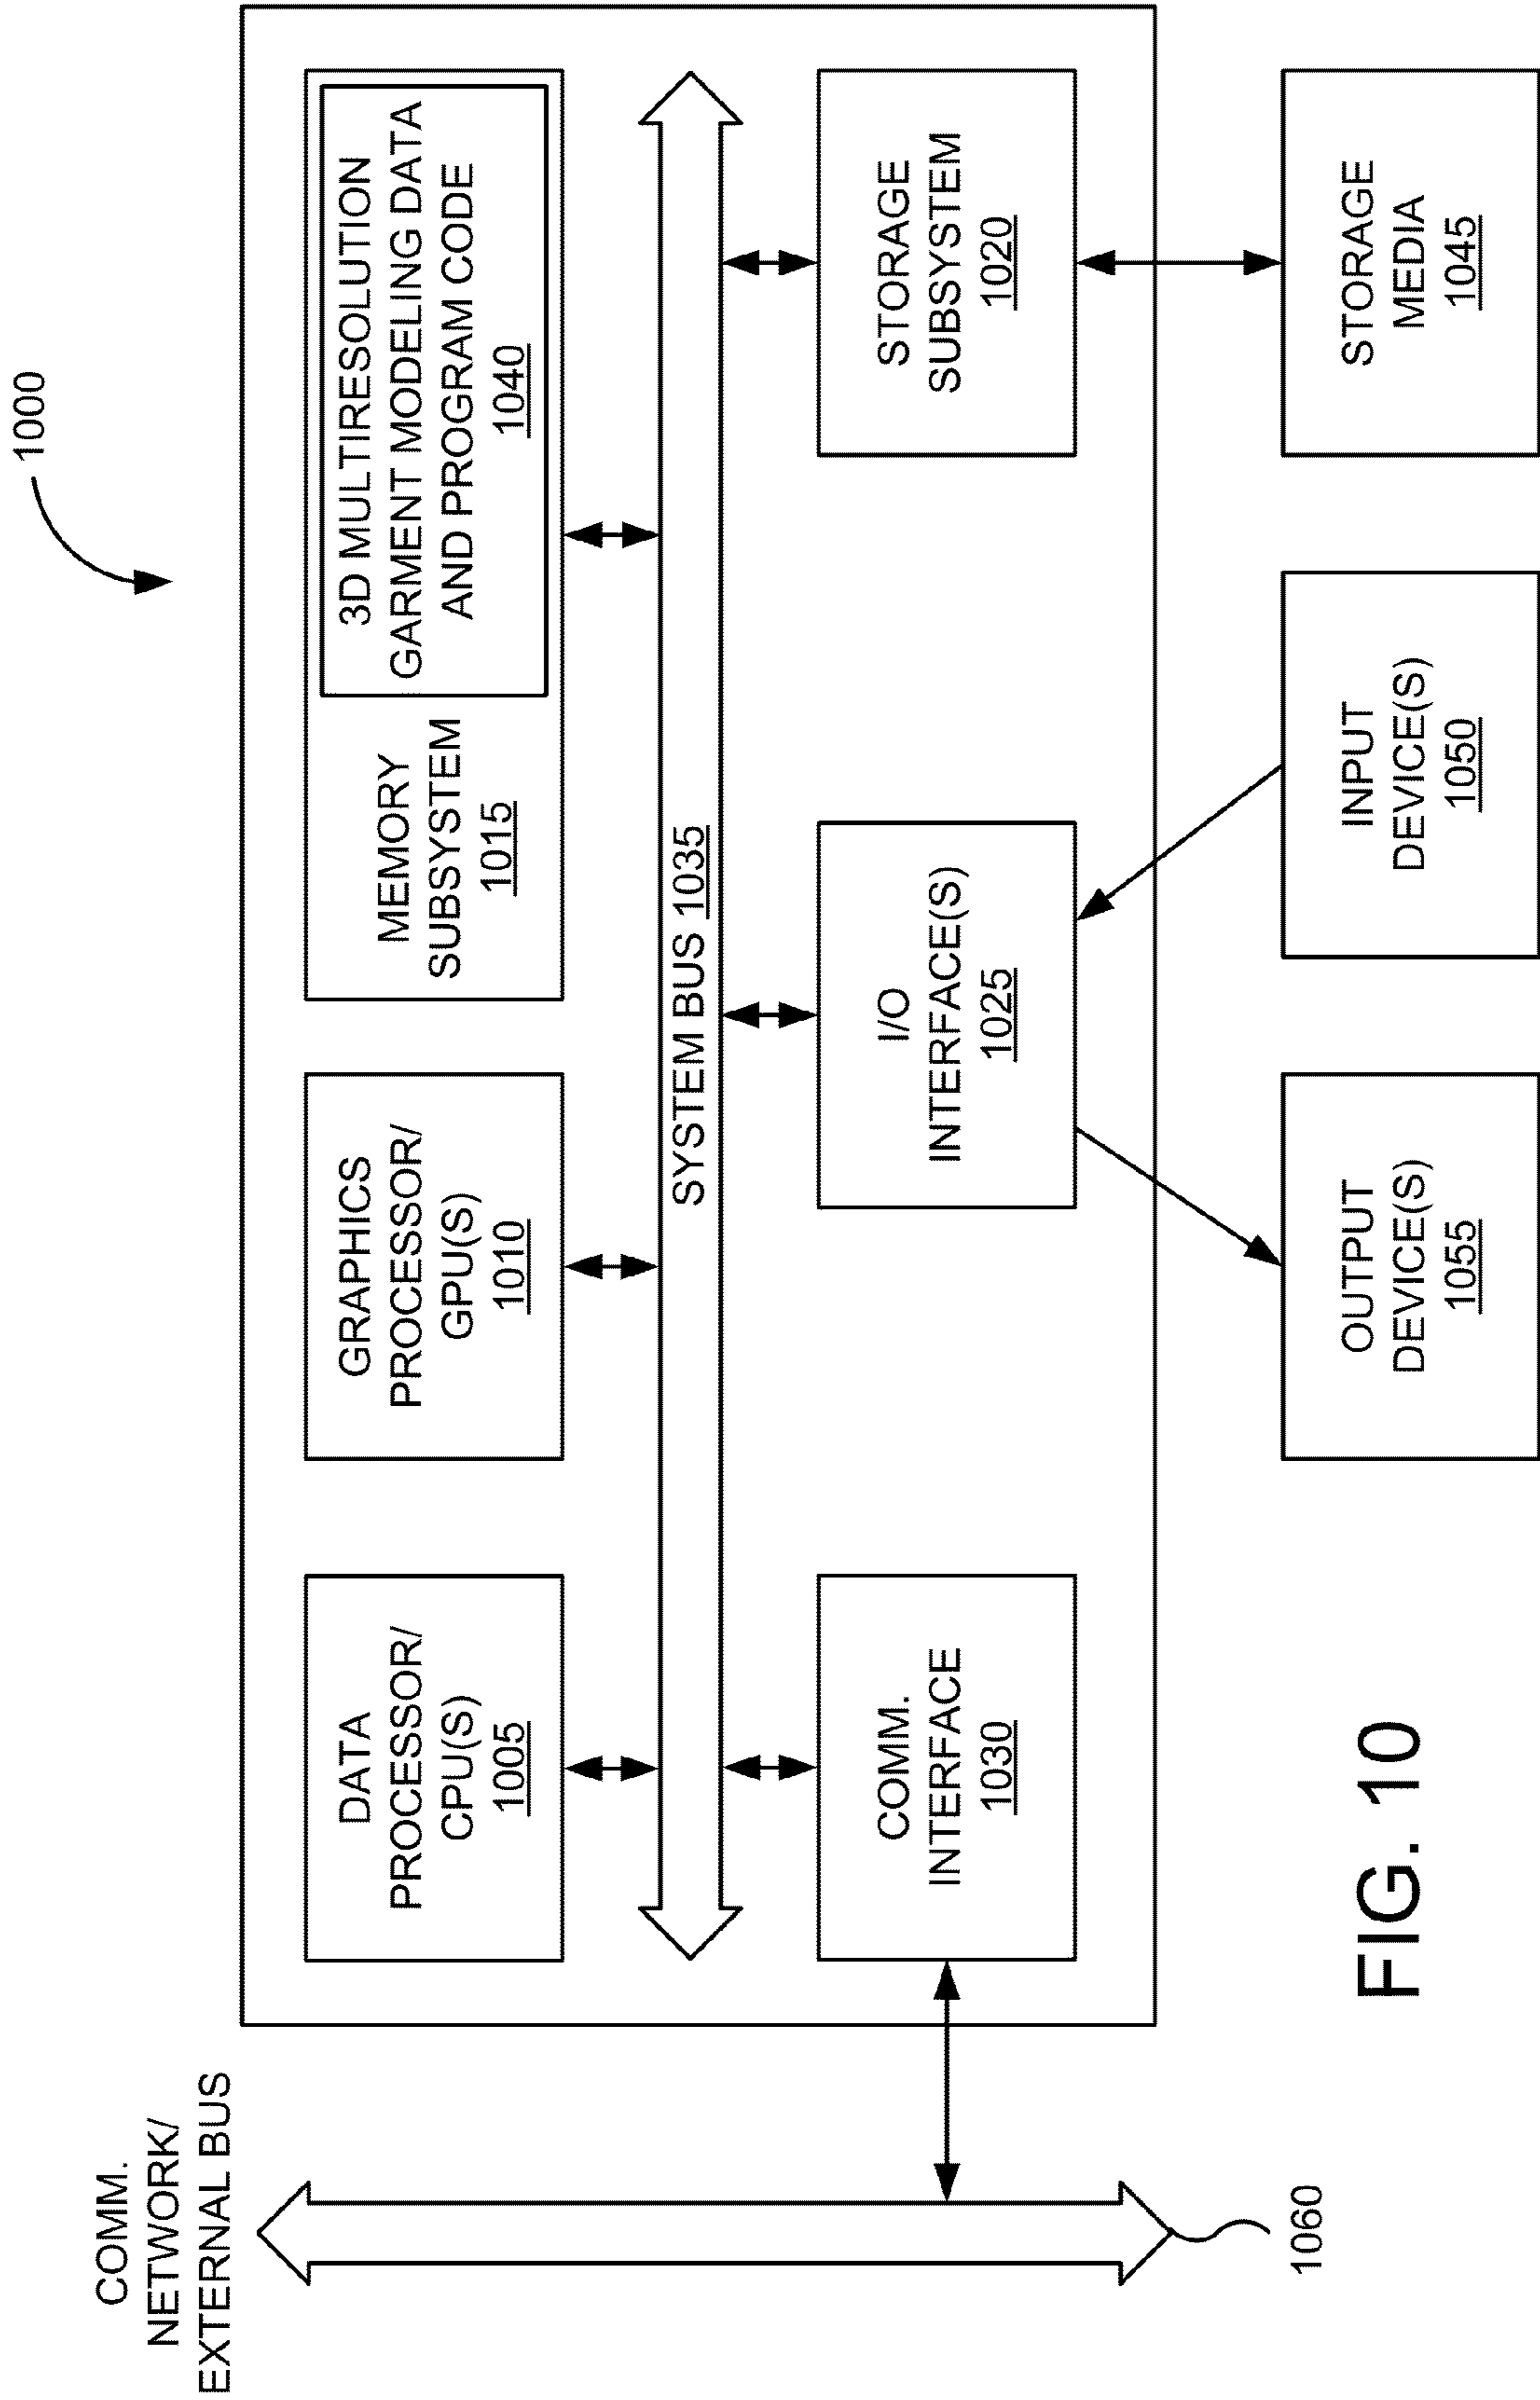 1000
COMM.
NETWORK/
EXTERNAL BUS
DATA
PROCESSOR/
CPU(S)
1005
GRAPHICS
PROCESSOR/
GPU(S)
1010
MEMORY
SUBSYSTEM
1015
3D MULTIRESOLUTION
GARMENT MODELING DATA
AND PROGRAM CODE
1040
SYSTEM BUS 1035
COMM.
INTERFACE
1030
I/O
INTERFACE(S)
1025
STORAGE
SUBSYSTEM
1020
1060
OUTPUT
DEVICE(S)
1055
INPUT
DEVICE(S)
1050
STORAGE
MEDIA
1045
FIG. 10